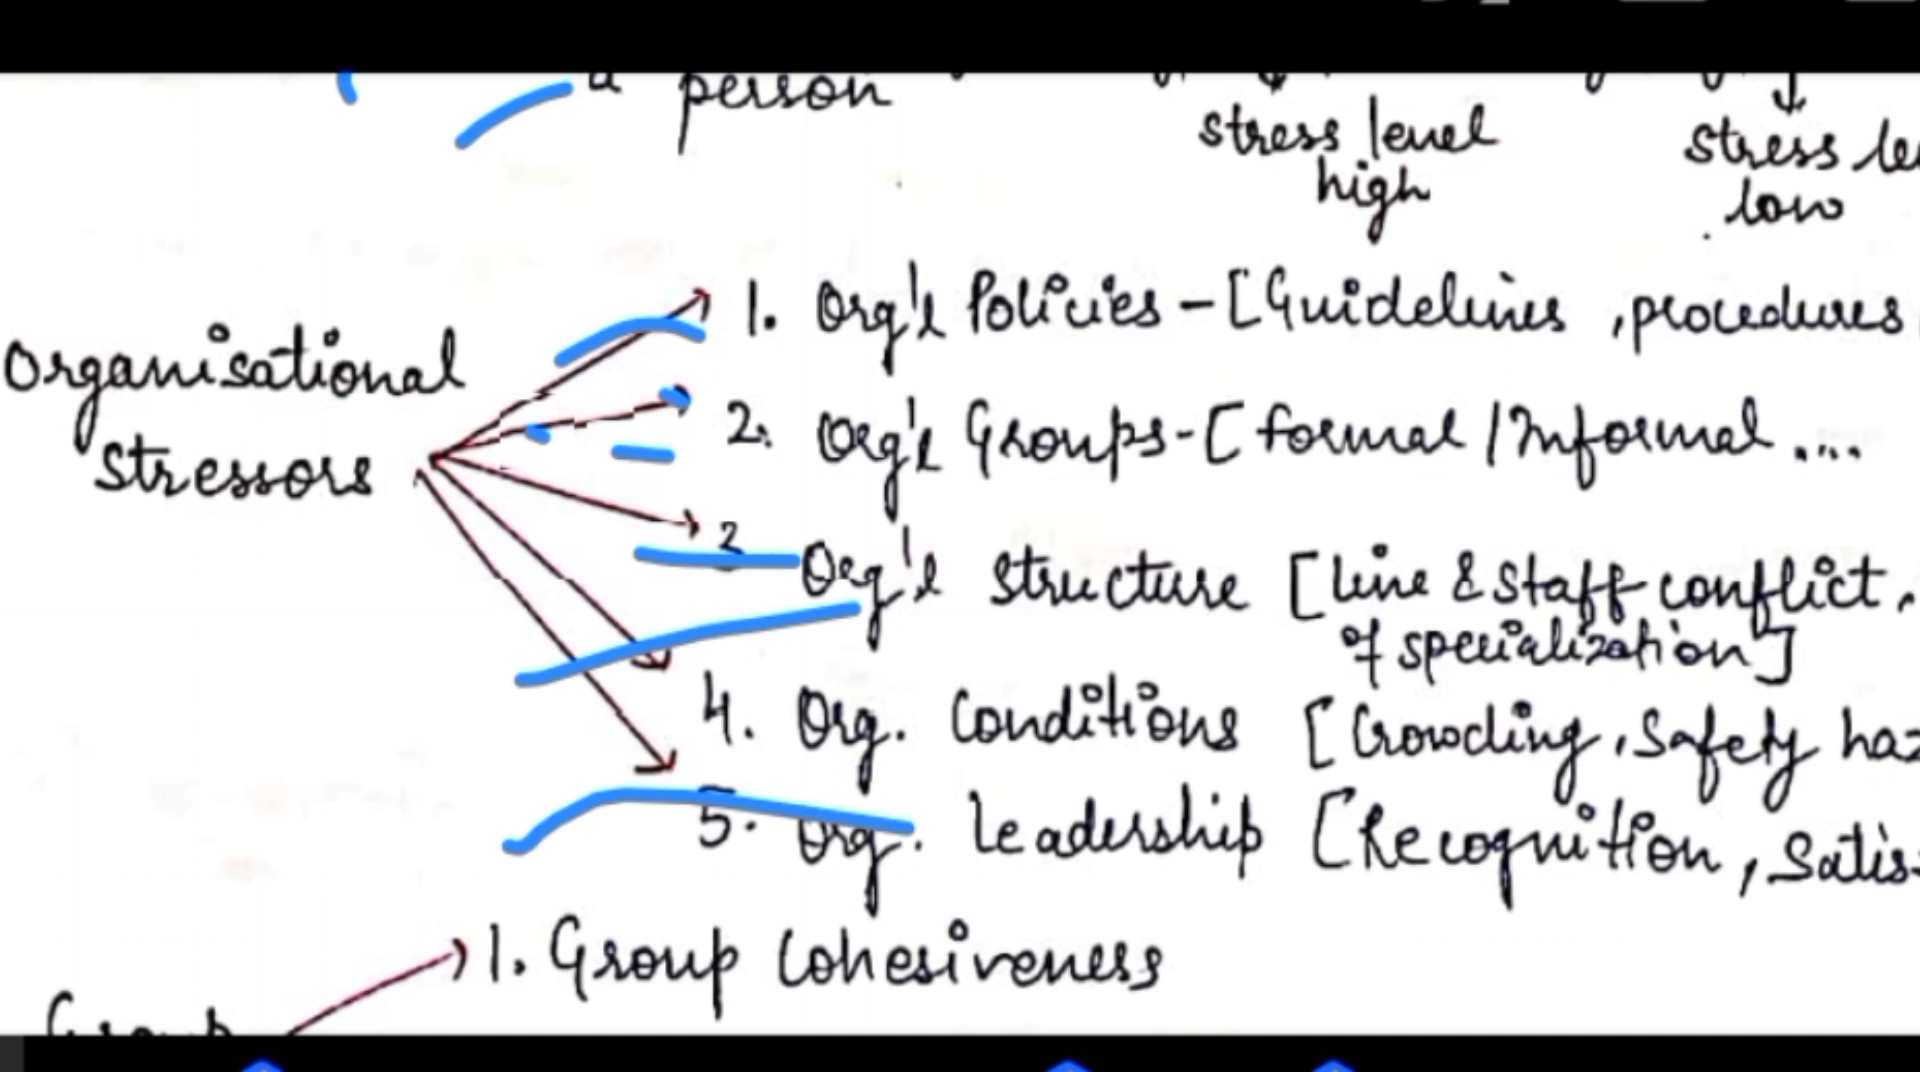 a person
stress level high
stress
low
Organisational stressors
1. Org'l Policies - [Guidelines, procedures
2. Org'l Groups - [formal / Informal ....
3 Org'l structure [line & staff conflict,
of specialization]
4. Org. Conditions [Crowding, Safety
5. Org. Leadership [Recognition, Satis-
1. Group Cohesiveness
Group